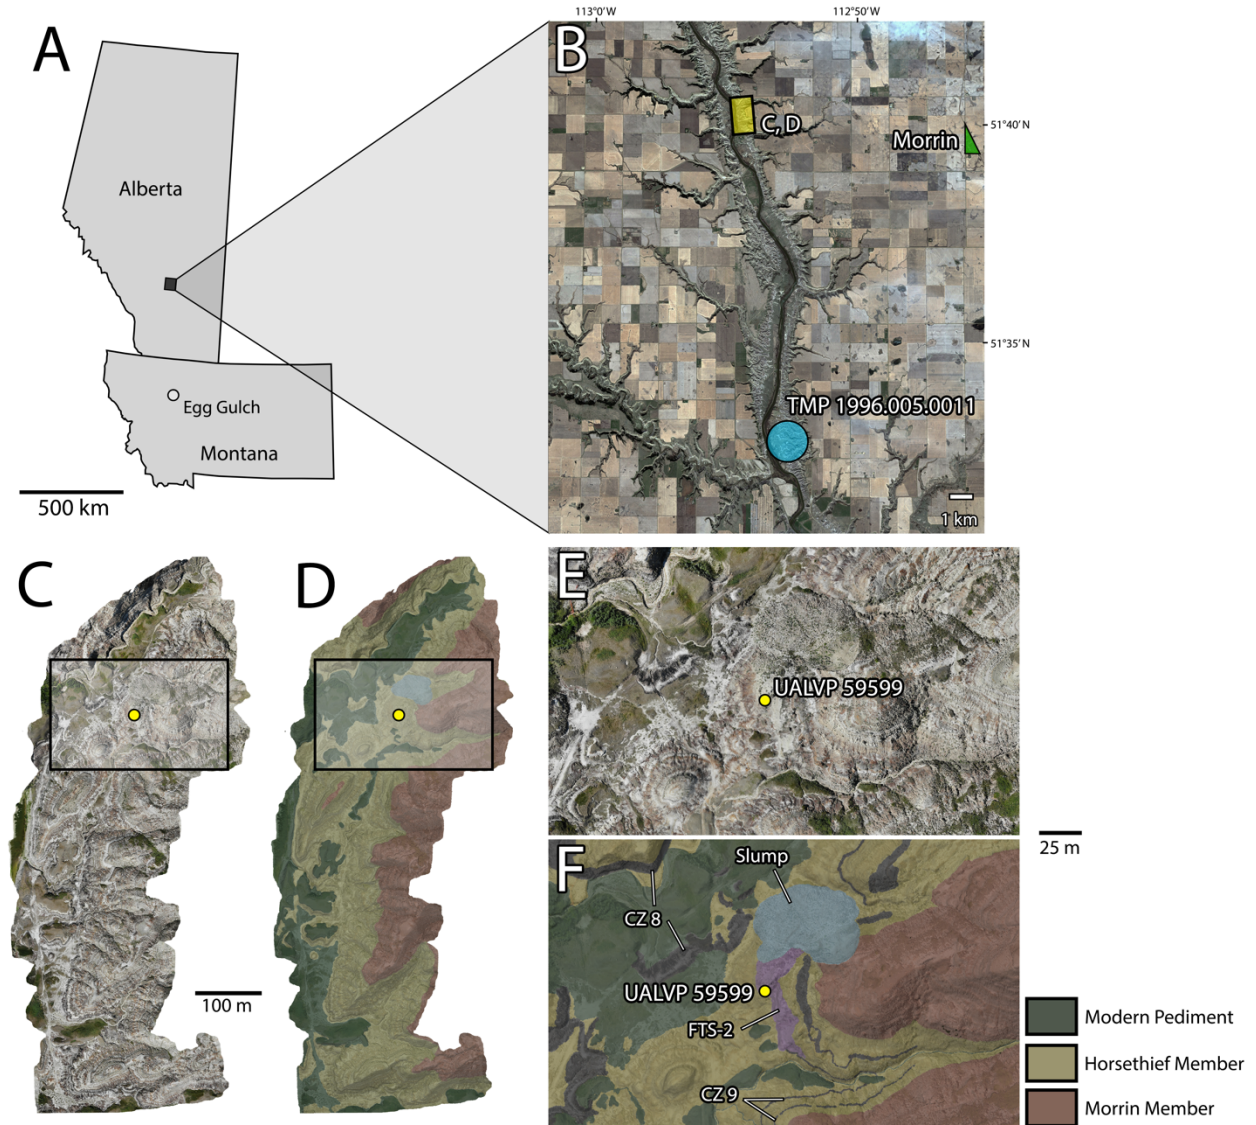 A
Alberta
Egg Gulch
Montana
500 km
113°0'W
112°50'W
B
C, D
Morrin
51°40' N
51°35' N
TMP 1996.005.0011
1 km
C
D
100 m
E
UALVP 59599
25 m
F
Slump
CZ 8
UALVP 59599
FTS-2
CZ 9
Modern Pediment
Horsethief Member
Morrin Member